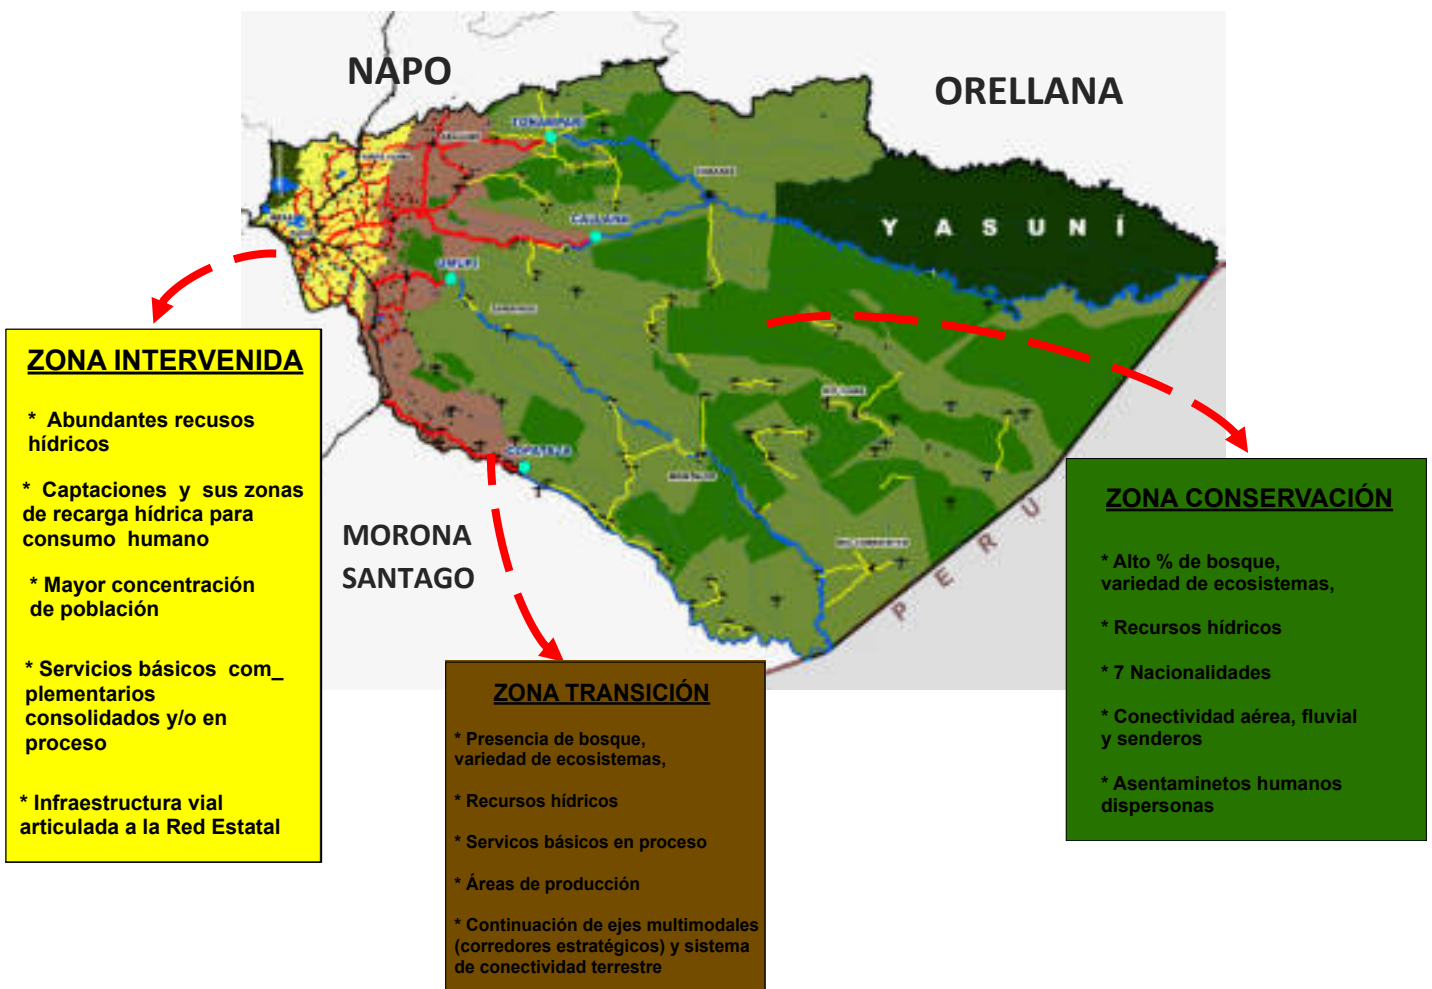 NAPO
ORELLANA
YASUNÍ
CALLANA
MORONA
SANTAGO
PERU
ZONA INTERVENIDA
* Abundantes recusos
hídricos
* Captaciones y sus zonas
de recarga hídrica para
consumo humano
* Mayor concentración
de población
* Servicios básicos com_
plementarios
consolidados y/o en
proceso
* Infraestructura vial
articulada a la Red Estatal
ZONA TRANSICIÓN
* Presencia de bosque,
variedad de ecosistemas,
* Recursos hídricos
* Servicos básicos en proceso
* Áreas de producción
* Continuación de ejes multimodales
(corredores estratégicos) y sistema
de conectividad terrestre
ZONA CONSERVACIÓN
* Alto % de bosque,
variedad de ecosistemas,
* Recursos hídricos
* 7 Nacionalidades
* Conectividad aérea, fluvial
y senderos
* Asentaminetos humanos
dispersonas